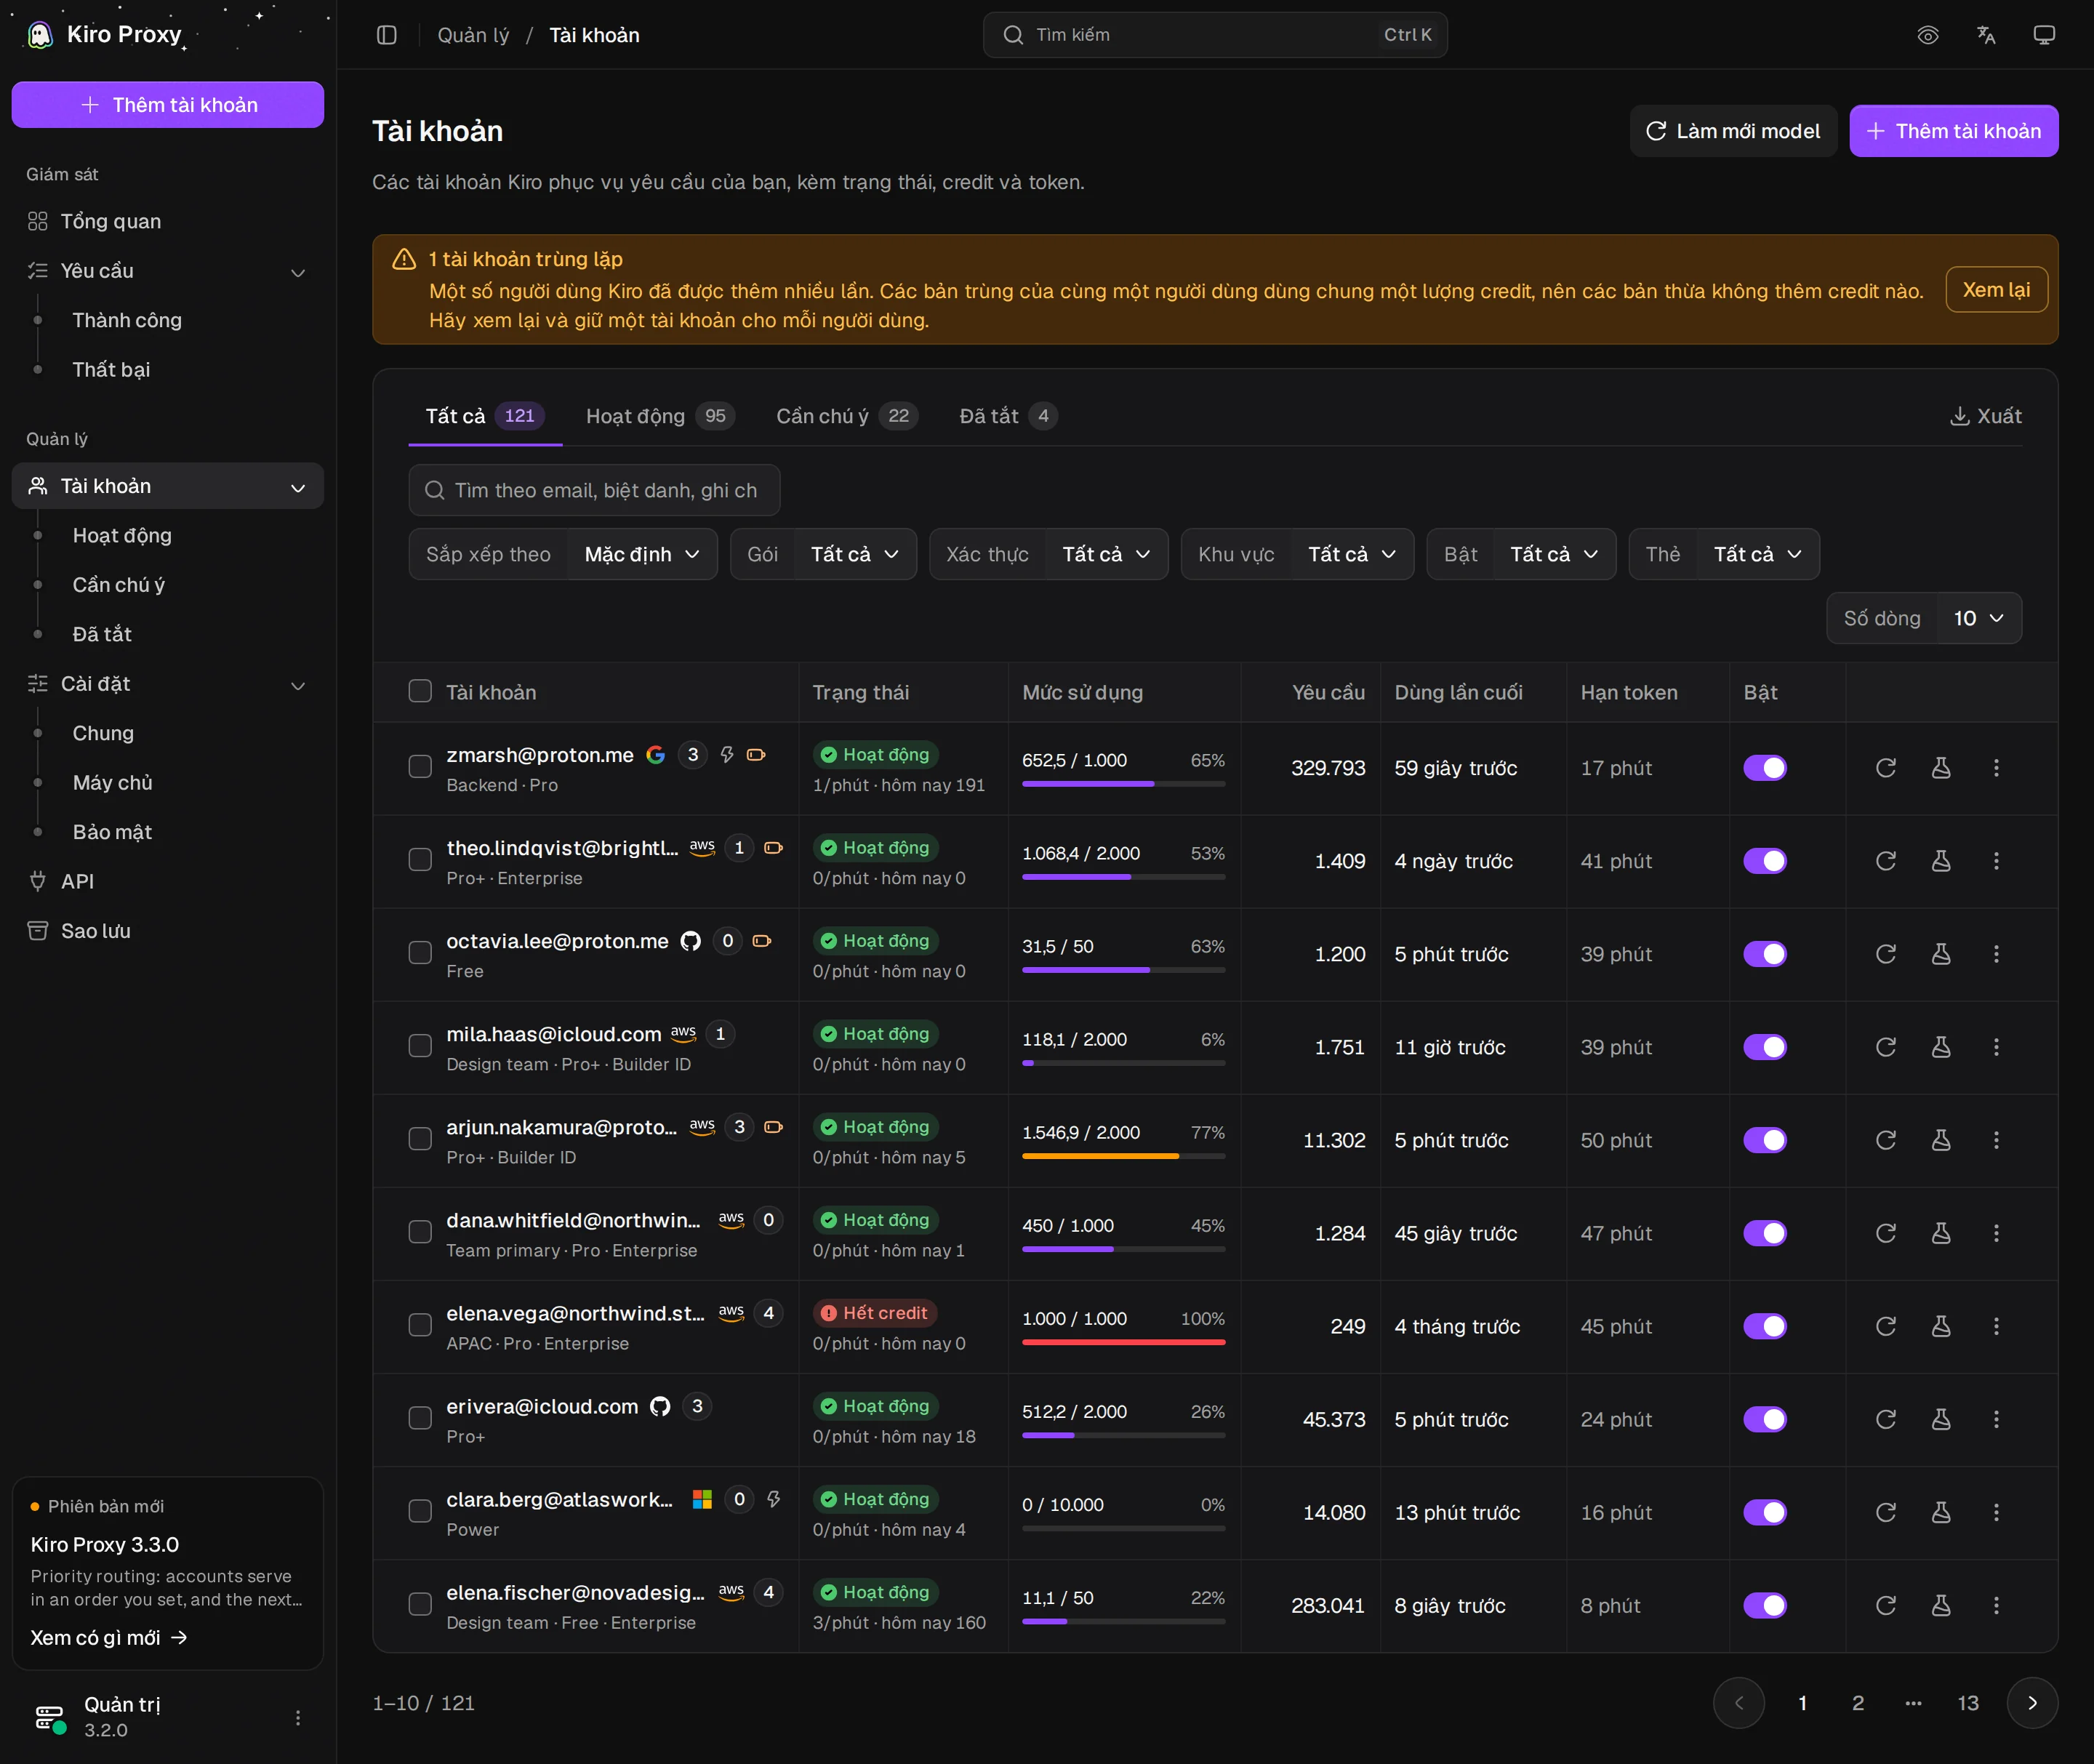 Kiro Proxy
Thêm tài khoản
Giám sát
Tổng quan
Yêu cầu
Thành công
Thất bại
Quản lý
Tài khoản
Hoạt động
Cần chú ý
Đã tắt
Cài đặt
Chung
Máy chủ
Bảo mật
API
Sao lưu
Phiên bản mới
Kiro Proxy 3.3.0
Priority routing: accounts serve
in an order you set, and the next...
Xem có gì mới
Quản trị
3.2.0
Quản lý / Tài khoản
Tìm kiếm Ctrl K
Tài khoản
Làm mới model
Thêm tài khoản
Các tài khoản Kiro phục vụ yêu cầu của bạn, kèm trạng thái, credit và token.
1 tài khoản trùng lặp
Một số người dùng Kiro đã được thêm nhiều lần. Các bản trùng của cùng một người dùng dùng chung một lượng credit, nên các bản thừa không thêm credit nào.
Hãy xem lại và giữ một tài khoản cho mỗi người dùng.
Xem lại
Tất cả 121 Hoạt động 95 Cần chú ý 22 Đã tắt 4 Xuất
Tìm theo email, biệt danh, ghi ch
Sắp xếp theo Mặc định Gói Tất cả Xác thực Tất cả Khu vực Tất cả Bật Tất cả Thẻ Tất cả
Số dòng 10
Tài khoản Trạng thái Mức sử dụng Yêu cầu Dùng lần cuối Hạn token Bật
zmarsh@proton.me 3 Hoạt động 652,5 / 1.000 65% 329.793 59 giây trước 17 phút
Backend · Pro 1/phút · hôm nay 191
theo.lindqvist@brightl... aws 1 Hoạt động 1.068,4 / 2.000 53% 1.409 4 ngày trước 41 phút
Pro+ · Enterprise 0/phút · hôm nay 0
octavia.lee@proton.me 0 Hoạt động 31,5 / 50 63% 1.200 5 phút trước 39 phút
Free 0/phút · hôm nay 0
mila.haas@icloud.com aws 1 Hoạt động 118,1 / 2.000 6% 1.751 11 giờ trước 39 phút
Design team · Pro+ · Builder ID 0/phút · hôm nay 0
arjun.nakamura@proto... aws 3 Hoạt động 1.546,9 / 2.000 77% 11.302 5 phút trước 50 phút
Pro+ · Builder ID 0/phút · hôm nay 5
dana.whitfield@northwin... aws 0 Hoạt động 450 / 1.000 45% 1.284 45 giây trước 47 phút
Team primary · Pro · Enterprise 0/phút · hôm nay 1
elena.vega@northwind.st... aws 4 Hết credit 1.000 / 1.000 100% 249 4 tháng trước 45 phút
APAC · Pro · Enterprise 0/phút · hôm nay 0
erivera@icloud.com 3 Hoạt động 512,2 / 2.000 26% 45.373 5 phút trước 24 phút
Pro+ 0/phút · hôm nay 18
clara.berg@atlaswork... 0 Hoạt động 0 / 10.000 0% 14.080 13 phút trước 16 phút
Power 0/phút · hôm nay 4
elena.fischer@novadesig... aws 4 Hoạt động 11,1 / 50 22% 283.041 8 giây trước 8 phút
Design team · Free · Enterprise 3/phút · hôm nay 160
1–10 / 121 1 2 ... 13